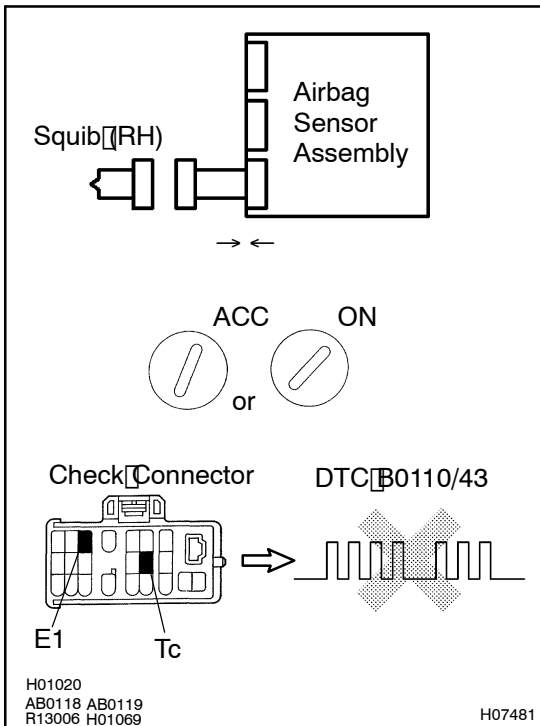 Airbag
Sensor
Assembly
Squib (RH)
ACC ON
or
Check Connector DTC B0110/43
E1
Tc
H01020
AB0118 AB0119
R13006 H01069
H07481